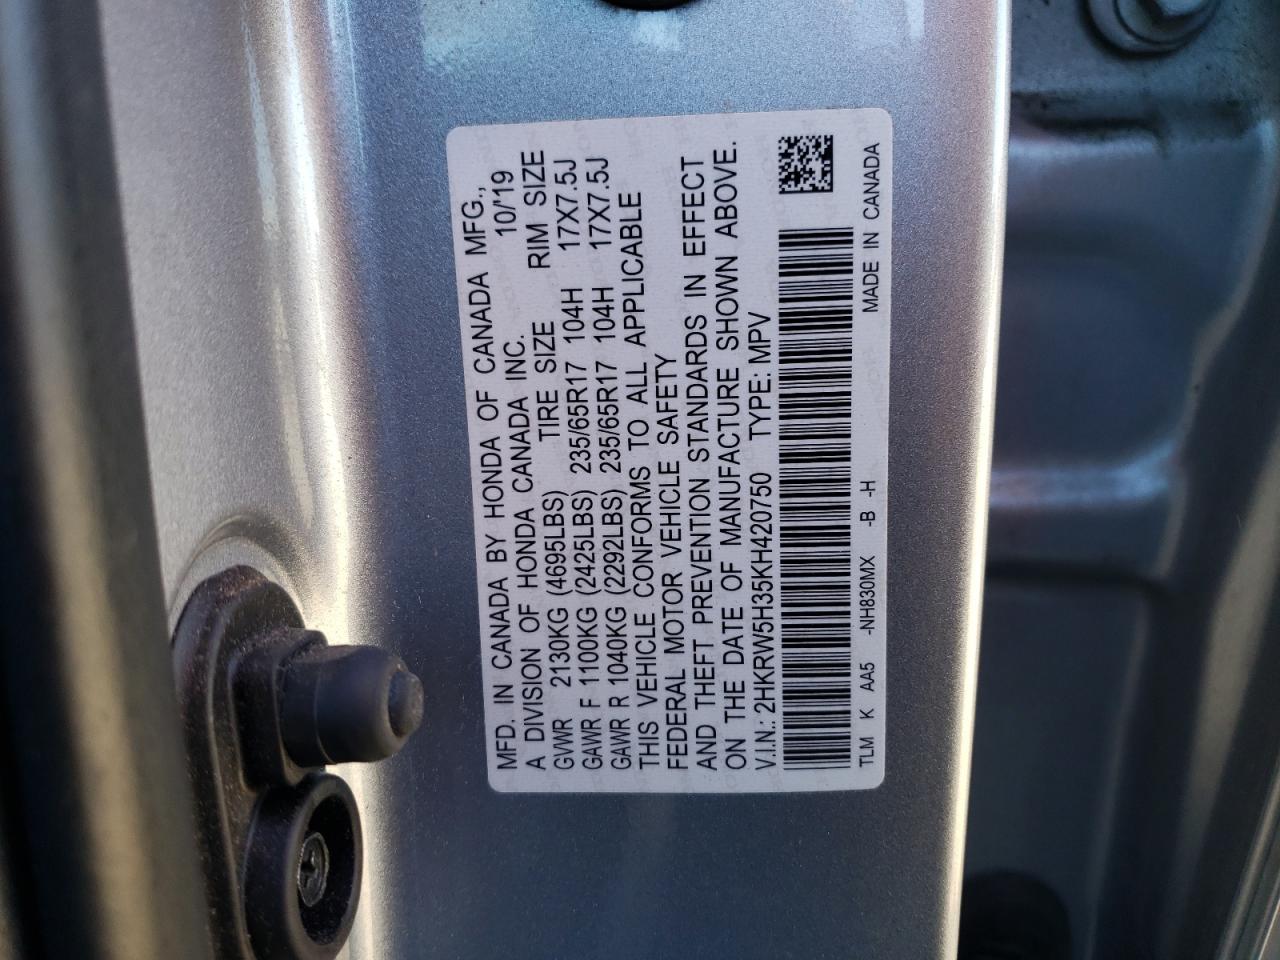 MFD. IN CANADA BY HONDA OF CANADA MFG.,
A DIVISION OF HONDA CANADA INC. 10/'19
GVWR 2130KG (4695LBS) TIRE SIZE RIM SIZE
GAWR F 1100KG (2425LBS) 235/65R17 104H 17X7.5J
GAWR R 1040KG (2292LBS) 235/65R17 104H 17X7.5J
THIS VEHICLE CONFORMS TO ALL APPLICABLE
FEDERAL MOTOR VEHICLE SAFETY
AND THEFT PREVENTION STANDARDS IN EFFECT
ON THE DATE OF MANUFACTURE SHOWN ABOVE.
V.I.N.: 2HKRW5H35KH420750 TYPE: MPV
TLM K AA5 -NH830MX -B -H MADE IN CANADA